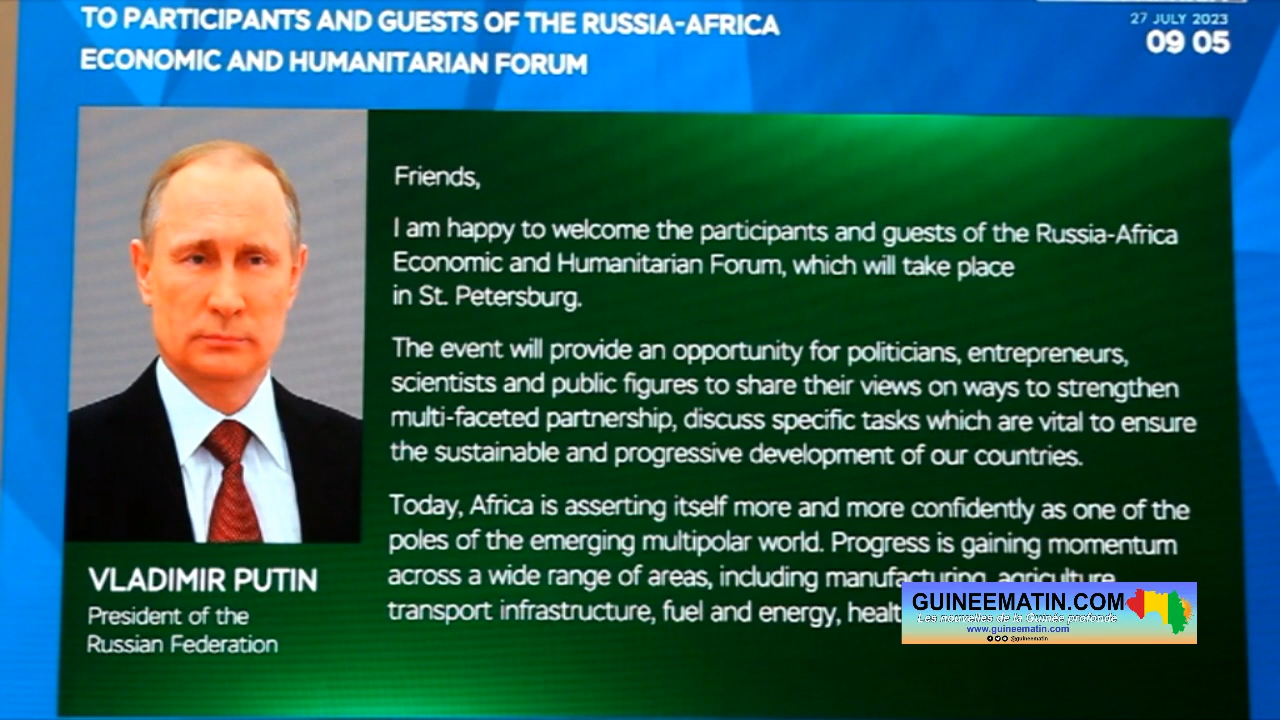 TO PARTICIPANTS AND GUESTS OF THE RUSSIA-AFRICA
ECONOMIC AND HUMANITARIAN FORUM
27 JULY 2023
09 05
Friends,
I am happy to welcome the participants and guests of the Russia-Africa
Economic and Humanitarian Forum, which will take place
in St. Petersburg.
The event will provide an opportunity for politicians, entrepreneurs,
scientists and public figures to share their views on ways to strengthen
multi-faceted partnership, discuss specific tasks which are vital to ensure
the sustainable and progressive development of our countries.
Today, Africa is asserting itself more and more confidently as one of the
poles of the emerging multipolar world. Progress is gaining momentum
across a wide range of areas, including manufacturing, agriculture,
transport infrastructure, fuel and energy,
VLADIMIR PUTIN
President of the
Russian Federation
GUINEEMATIN.COM
Les nouvelles de la Guinée profonde
www.guineematin.com
@guineematin